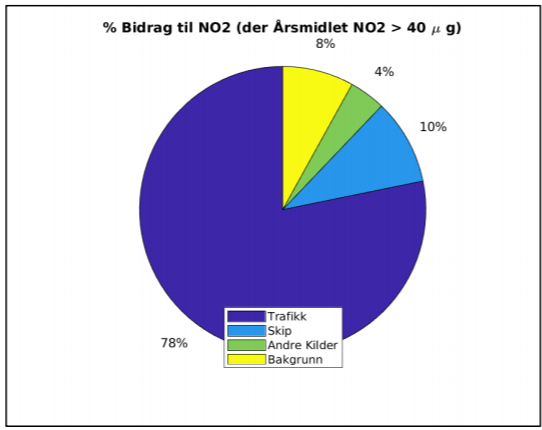 % Bidrag til NO2 (der Årsmidlet NO2 > 40 μ g)
8%
4%
10%
78%
Trafikk
Skip
Andre Kilder
Bakgrunn